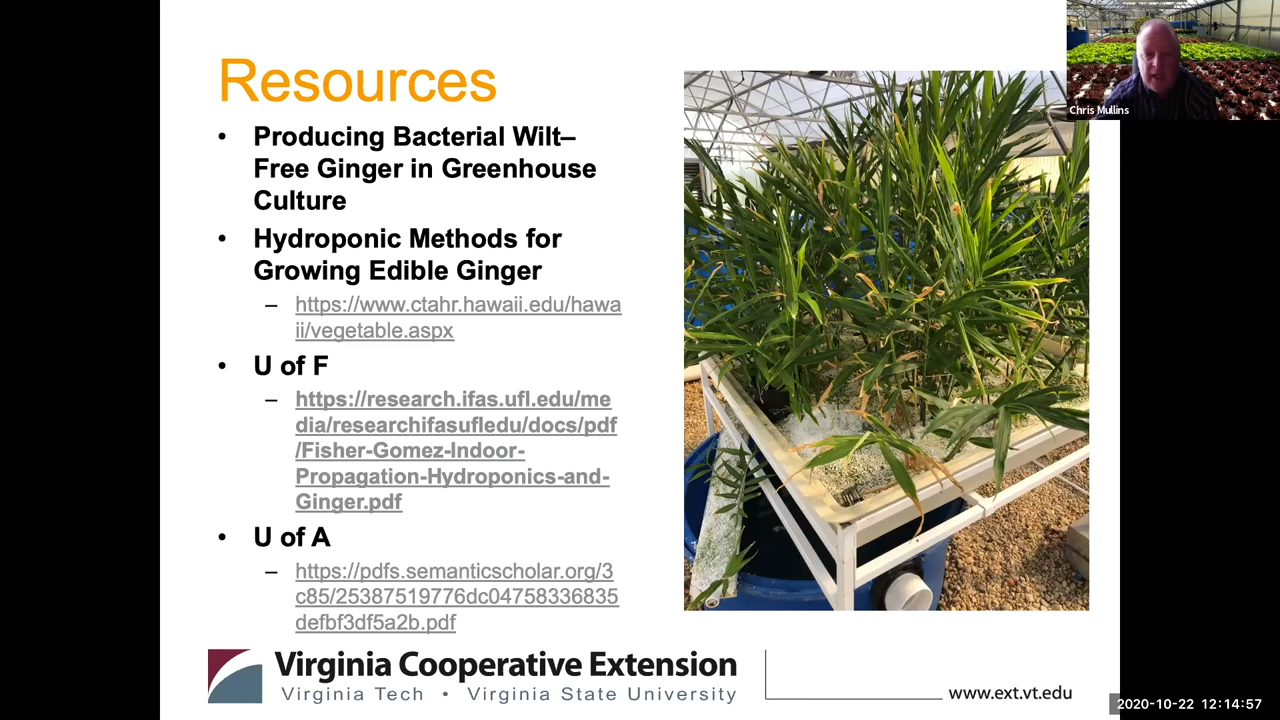 Resources
• Producing Bacterial Wilt–
Free Ginger in Greenhouse
Culture
• Hydroponic Methods for
Growing Edible Ginger
– https://www.ctahr.hawaii.edu/hawa
ii/vegetable.aspx
• U of F
– https://research.ifas.ufl.edu/me
dia/researchifasufledu/docs/pdf
/Fisher-Gomez-Indoor-
Propagation-Hydroponics-and-
Ginger.pdf
• U of A
– https://pdfs.semanticscholar.org/3
c85/25387519776dc04758336835
defbf3df5a2b.pdf
Virginia Cooperative Extension
Virginia Tech • Virginia State University
www.ext.vt.edu
Chris Mullins
2020-10-22 12:14:57